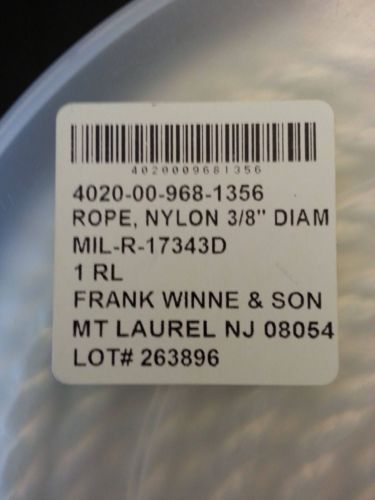 4020009681356
4020-00-968-1356
ROPE, NYLON 3/8" DIAM
MIL-R-17343D
1 RL
FRANK WINNE & SON
MT LAUREL NJ 08054
LOT# 263896